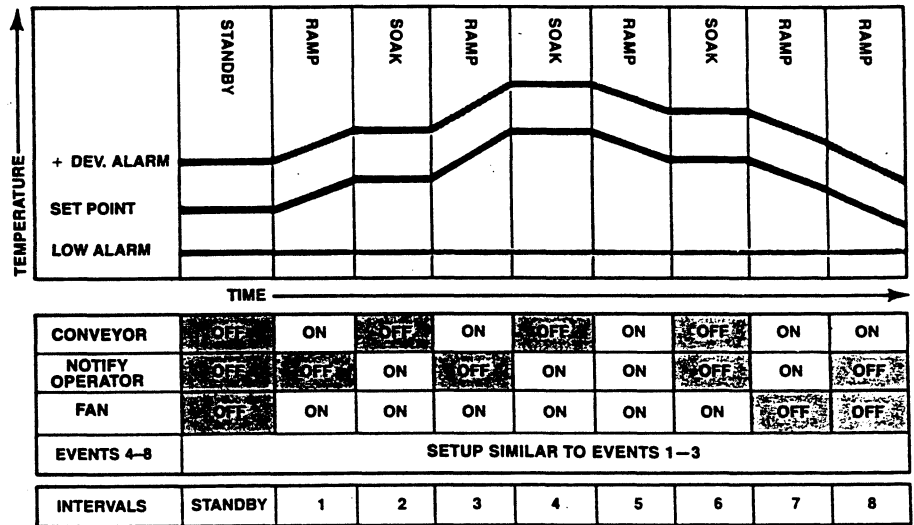 STANDBY RAMP SOAK RAMP SOAK RAMP SOAK RAMP RAMP
TEMPERATURE
+ DEV. ALARM
SET POINT
LOW ALARM
TIME
CONVEYOR OFF ON OFF ON OFF ON OFF ON ON
NOTIFY OPERATOR OFF OFF ON OFF ON ON OFF ON OFF
FAN OFF ON ON ON ON ON ON OFF OFF
EVENTS 4–8 SETUP SIMILAR TO EVENTS 1–3
INTERVALS STANDBY 1 2 3 4 5 6 7 8